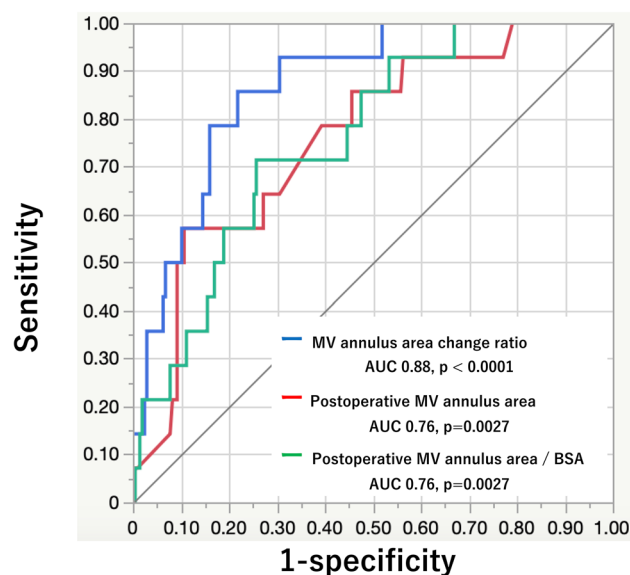 1.00
0.90
0.80
0.70
0.60
0.50
0.40
0.30
0.20
0.10
0
Sensitivity
MV annulus area change ratio
AUC 0.88, p < 0.0001
Postoperative MV annulus area
AUC 0.76, p=0.0027
Postoperative MV annulus area / BSA
AUC 0.76, p=0.0027
0 0.10 0.20 0.30 0.40 0.50 0.60 0.70 0.80 0.90 1.00
1-specificity